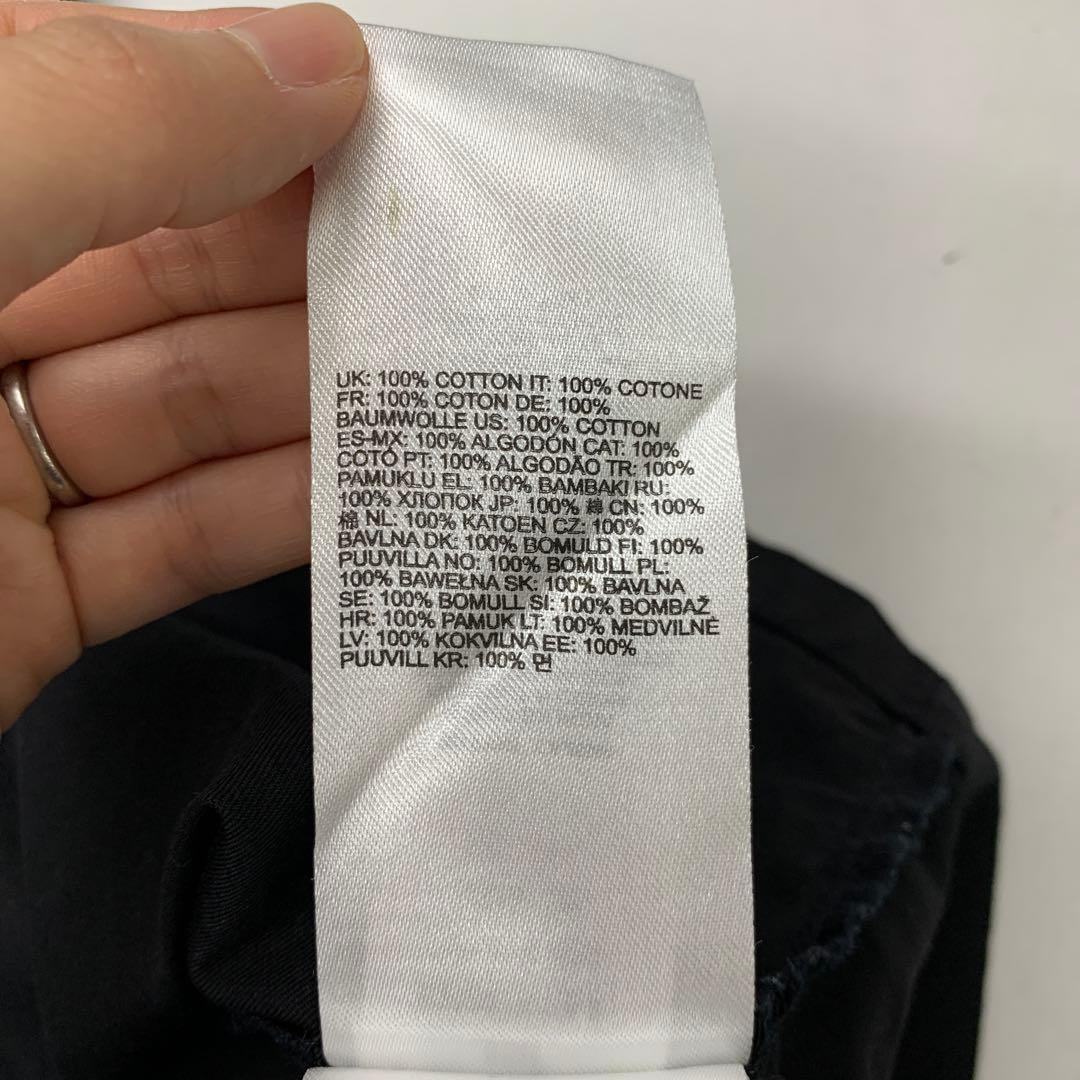 UK: 100% COTTON IT: 100% COTONE
FR: 100% COTON DE: 100%
BAUMWOLLE US: 100% COTTON
ES-MX: 100% ALGODÓN CAT: 100%
COTÓ PT: 100% ALGODÃO TR: 100%
PAMUKLU EL: 100% BAMBAKI RU:
100% ХЛОПОК JP: 100% 綿 CN: 100%
棉 NL: 100% KATOEN CZ: 100%
BAVLNA DK: 100% BOMULD FI: 100%
PUUVILLA NO: 100% BOMULL PL:
100% BAWEŁNA SK: 100% BAVLNA
SE: 100% BOMULL SI: 100% BOMBAŽ
HR: 100% PAMUK LT: 100% MEDVILNĖ
LV: 100% KOKVILNA EE: 100%
PUUVILL KR: 100% 면